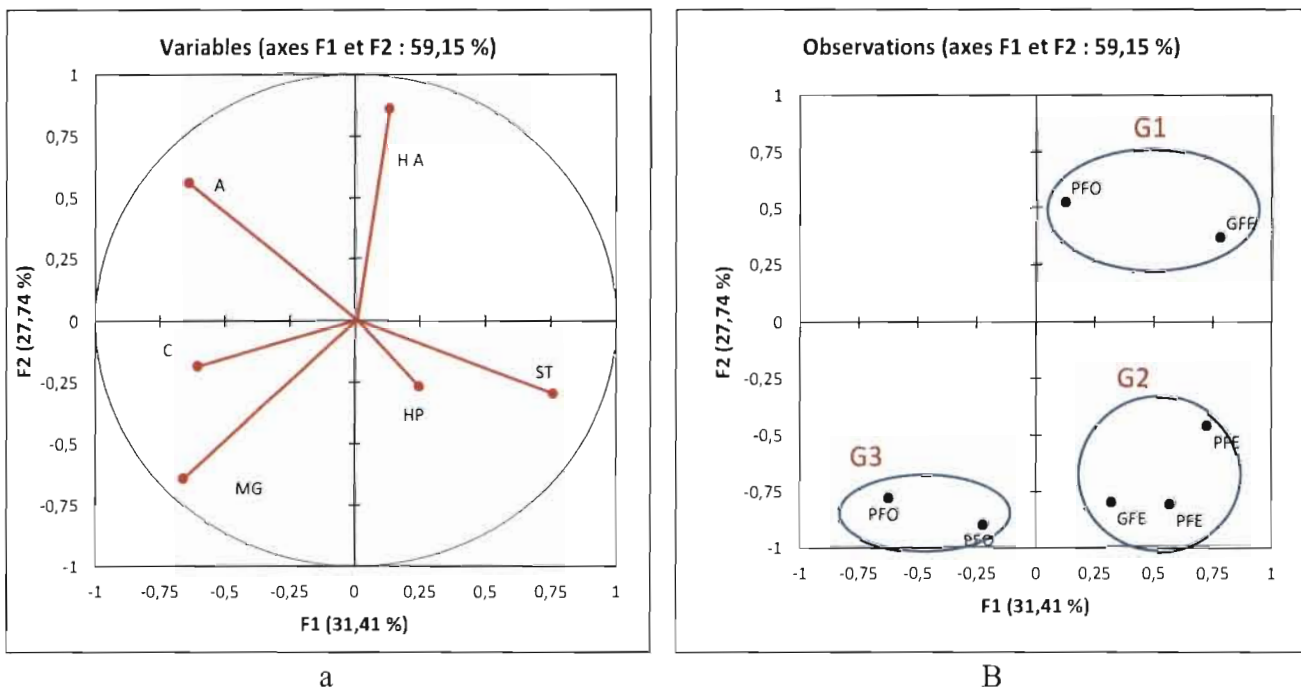 Variables (axes F1 et F2 : 59,15 %)
1
0,75
0,5
0,25
0
-0,25
-0,5
-0,75
-1
F2 (27,74 %)
H A
A
C
ST
HP
MG
-1 -0,75 -0,5 -0,25 0 0,25 0,5 0,75 1
F1 (31,41 %)
a
Observations (axes F1 et F2 : 59,15 %)
1
0,75
0,5
0,25
0
-0,25
-0,5
-0,75
-1
F2 (27,74 %)
G1
PFO
GFE
G2
PFE
GFE
PFE
G3
PFO
PFO
-1 -0,75 -0,5 -0,25 0 0,25 0,5 0,75 1
F1 (31,41 %)
B